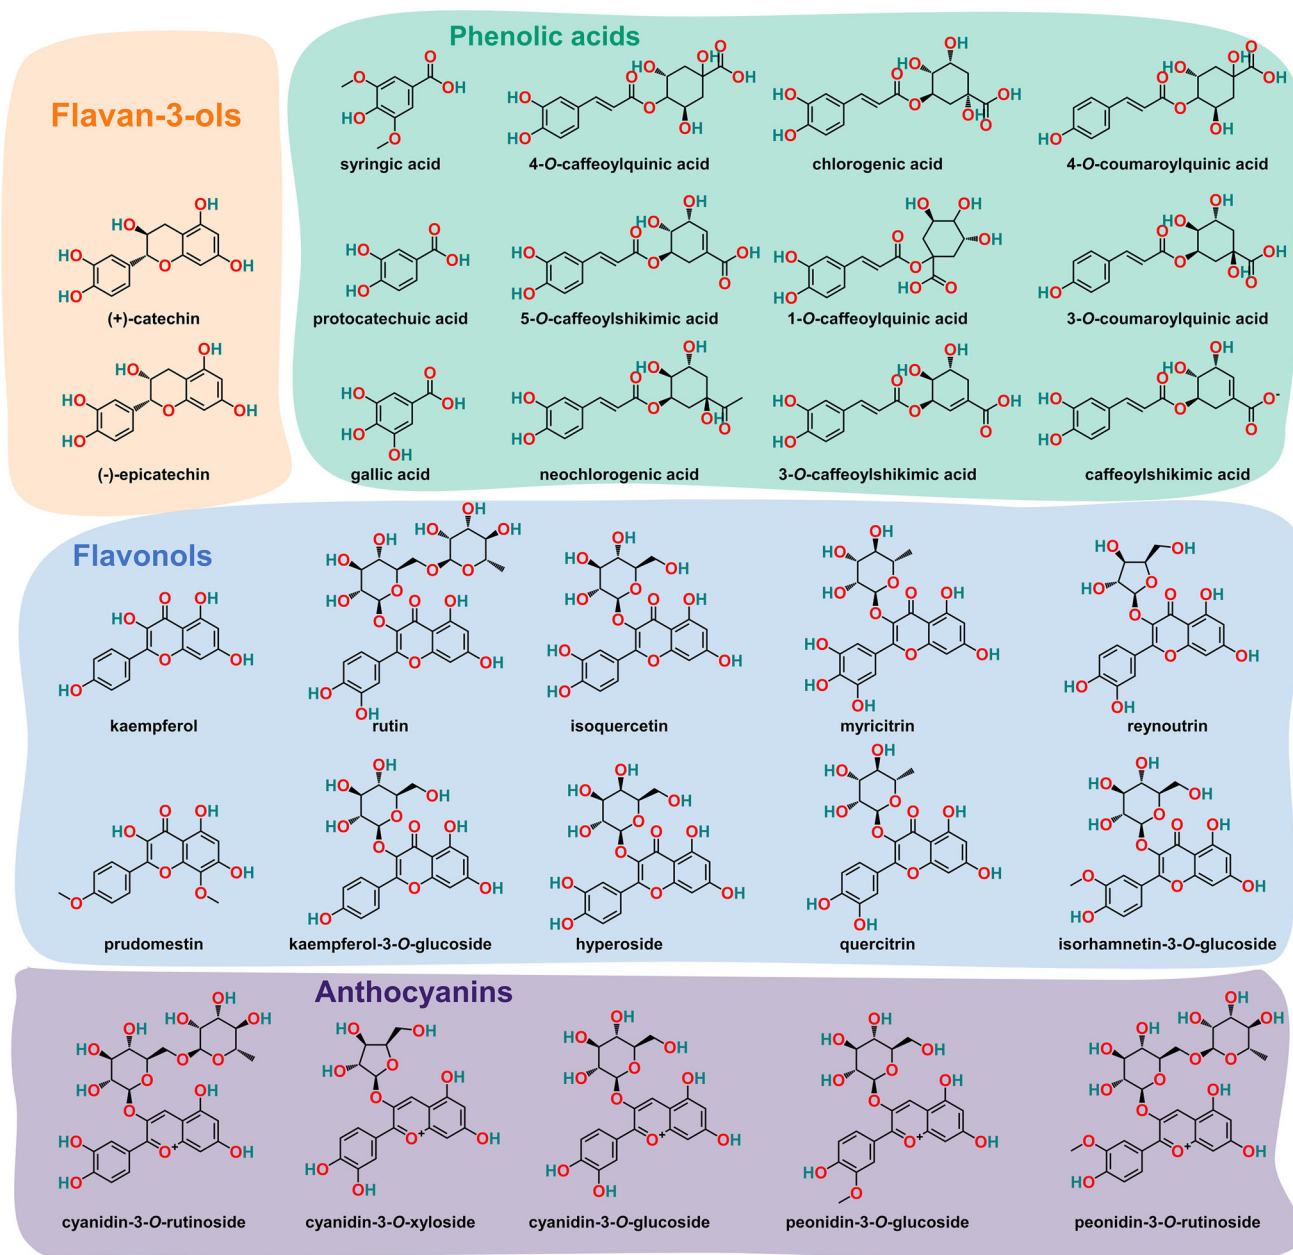 Phenolic acids
Flavan-3-ols
syringic acid
4-O-caffeoylquinic acid
chlorogenic acid
4-O-coumaroylquinic acid
(+)-catechin
protocatechuic acid
5-O-caffeoylshikimic acid
1-O-caffeoylquinic acid
3-O-coumaroylquinic acid
(-)-epicatechin
gallic acid
neochlorogenic acid
3-O-caffeoylshikimic acid
caffeoylshikimic acid
Flavonols
kaempferol
rutin
isoquercetin
myricitrin
reynoutrin
prudomestin
kaempferol-3-O-glucoside
hyperoside
quercitrin
isorhamnetin-3-O-glucoside
Anthocyanins
cyanidin-3-O-rutinoside
cyanidin-3-O-xyloside
cyanidin-3-O-glucoside
peonidin-3-O-glucoside
peonidin-3-O-rutinoside